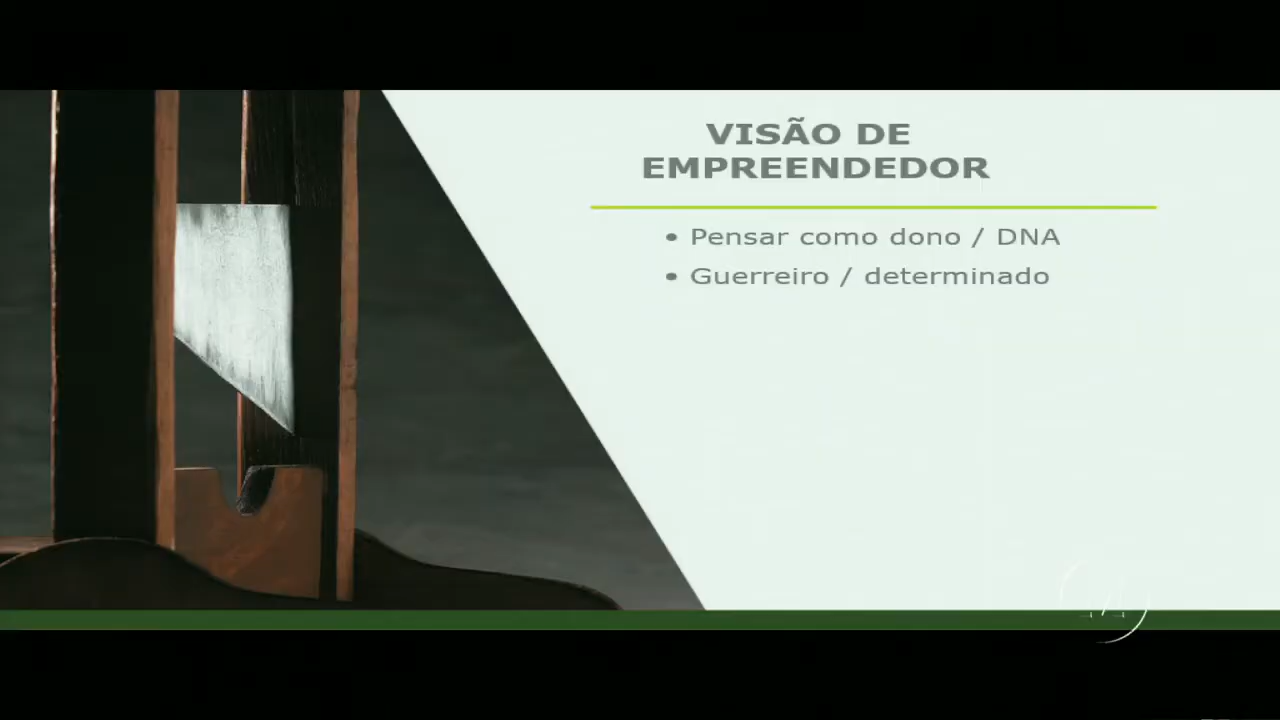 VISÃO DE
EMPREENDEDOR
• Pensar como dono / DNA
• Guerreiro / determinado